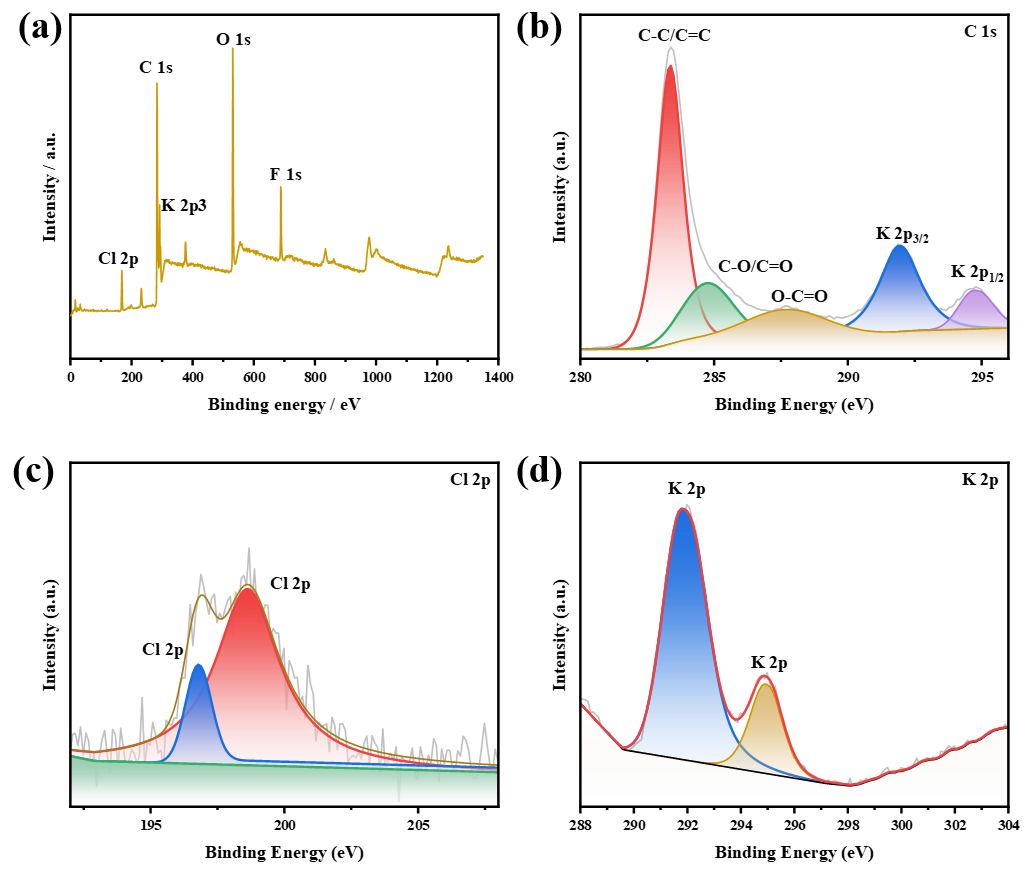 (a)
O 1s
C 1s
F 1s
K 2p3
Cl 2p
Intensity / a.u.
0 200 400 600 800 1000 1200 1400
Binding energy / eV
(b)
C 1s
C-C/C=C
C-O/C=O
O-C=O
K 2p3/2
K 2p1/2
Intensity (a.u.)
280 285 290 295
Binding Energy (eV)
(c)
Cl 2p
Cl 2p
Cl 2p
Intensity (a.u.)
195 200 205
Binding Energy (eV)
(d)
K 2p
K 2p
K 2p
Intensity (a.u.)
288 290 292 294 296 298 300 302 304
Binding Energy (eV)